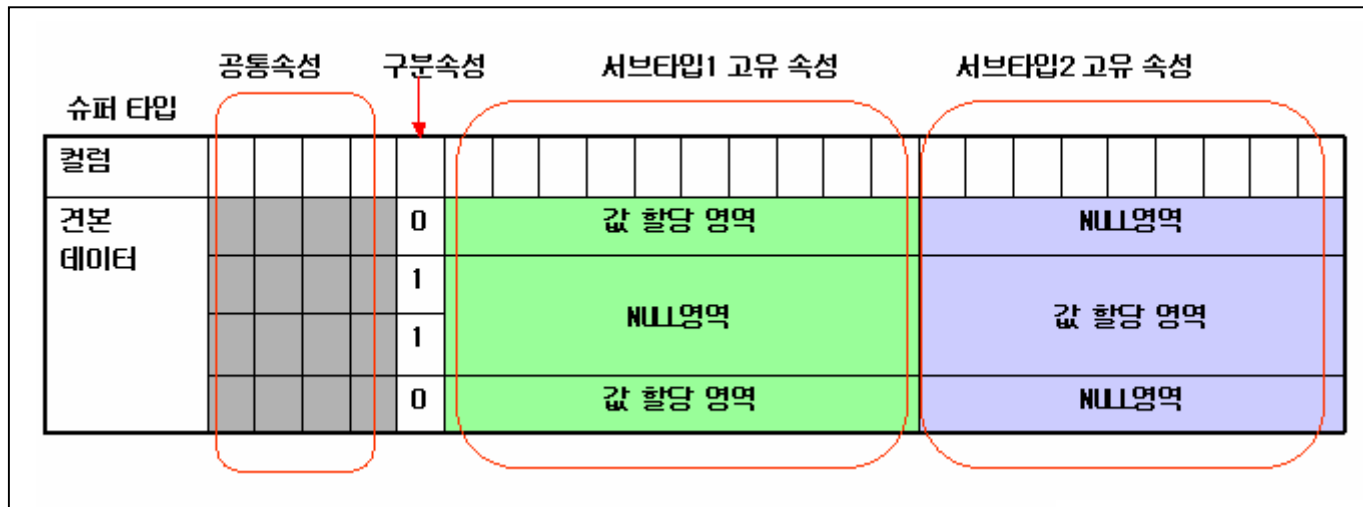 공통속성 구분속성 서브타입1 고유 속성 서브타입2 고유 속성
슈퍼 타입
컬럼
견본
데이터
0 값 할당 영역 NULL영역
1
NULL영역 값 할당 영역
1
0 값 할당 영역 NULL영역